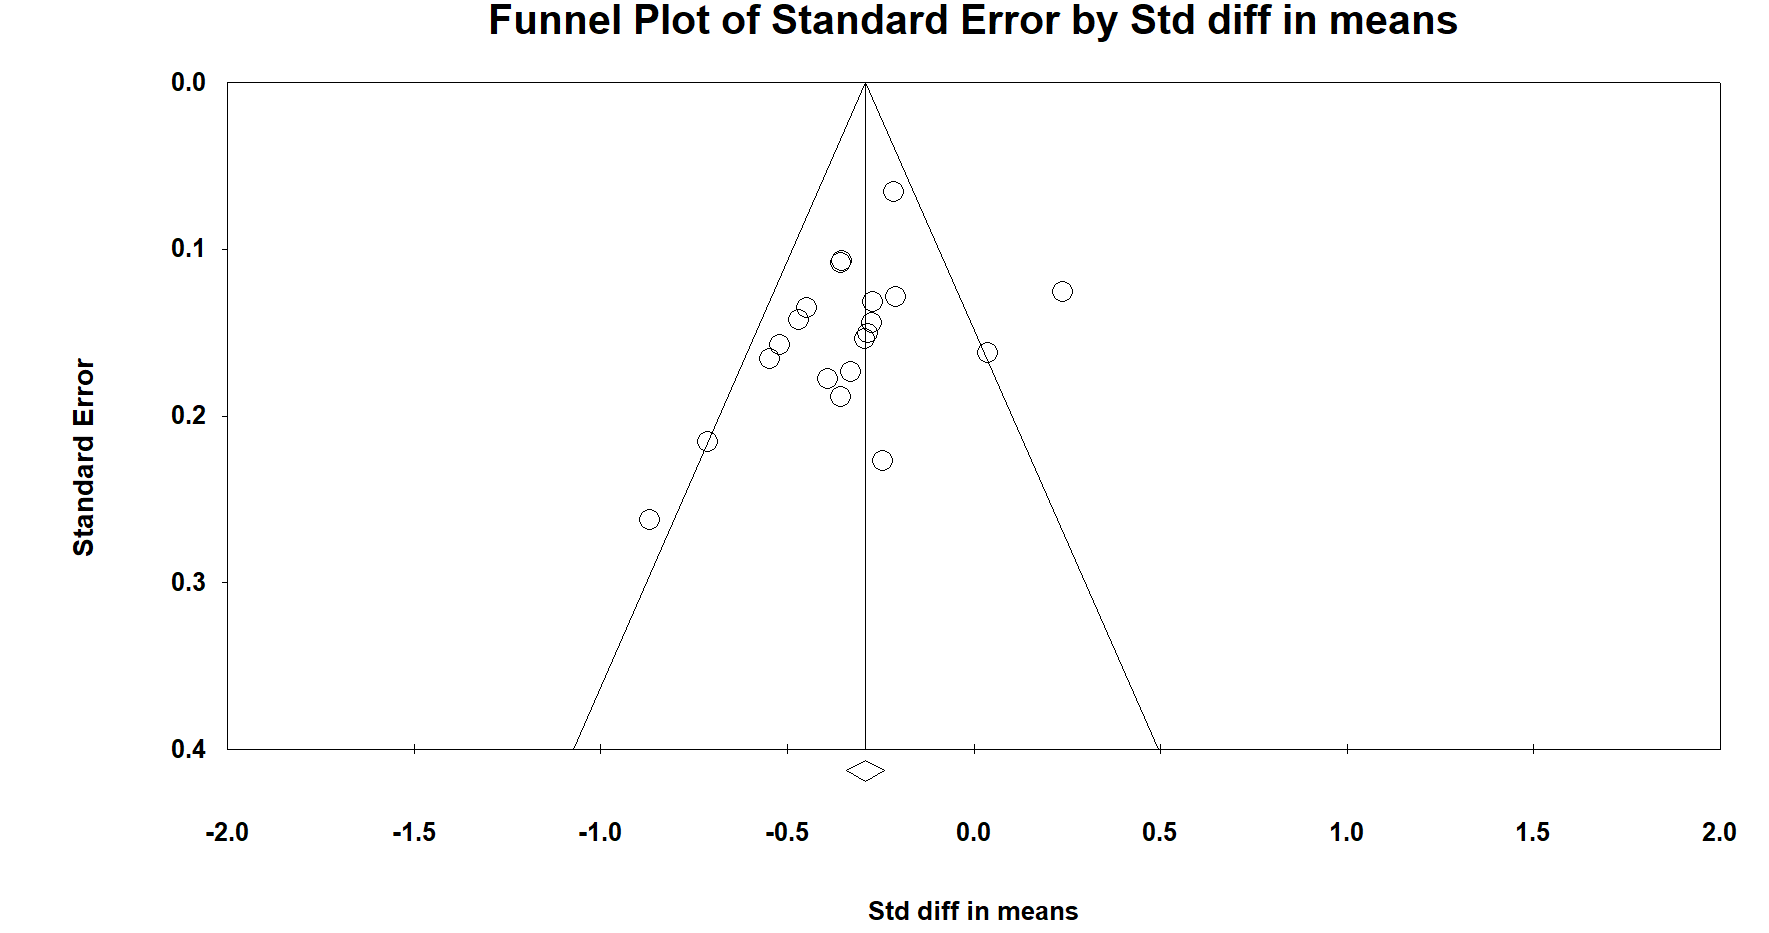 Funnel Plot of Standard Error by Std diff in means
0.0
0.1
0.2
0.3
0.4
Standard Error
-2.0 -1.5 -1.0 -0.5 0.0 0.5 1.0 1.5 2.0
Std diff in means